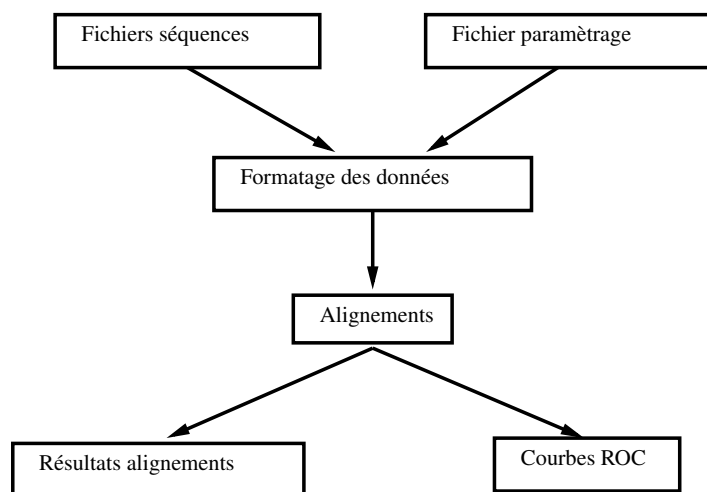 Fichiers séquences
Fichier paramètrage
Formatage des données
Alignements
Résultats alignements
Courbes ROC